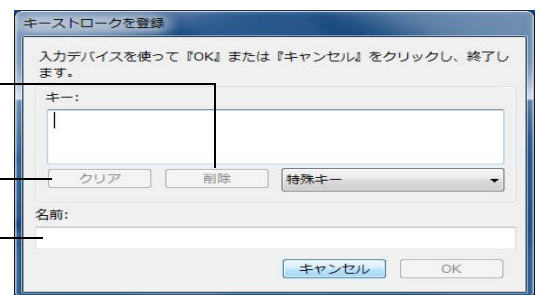 キーストロークを登録
入力デバイスを使って『OK』または『キャンセル』をクリックし、終了し
ます。
キー:
クリア 削除 特殊キー
名前:
キャンセル OK